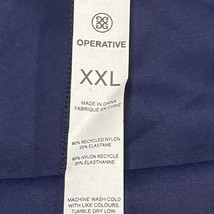 OPERATIVE
XXL
MADE IN CHINA
FABRIQUÉ EN CHINE
80% RECYCLED NYLON
20% ELASTANE
80% NYLON RECYCLÉ
20% ELASTHANNE
MACHINE WASH COLD
WITH LIKE COLOURS.
TUMBLE DRY LOW